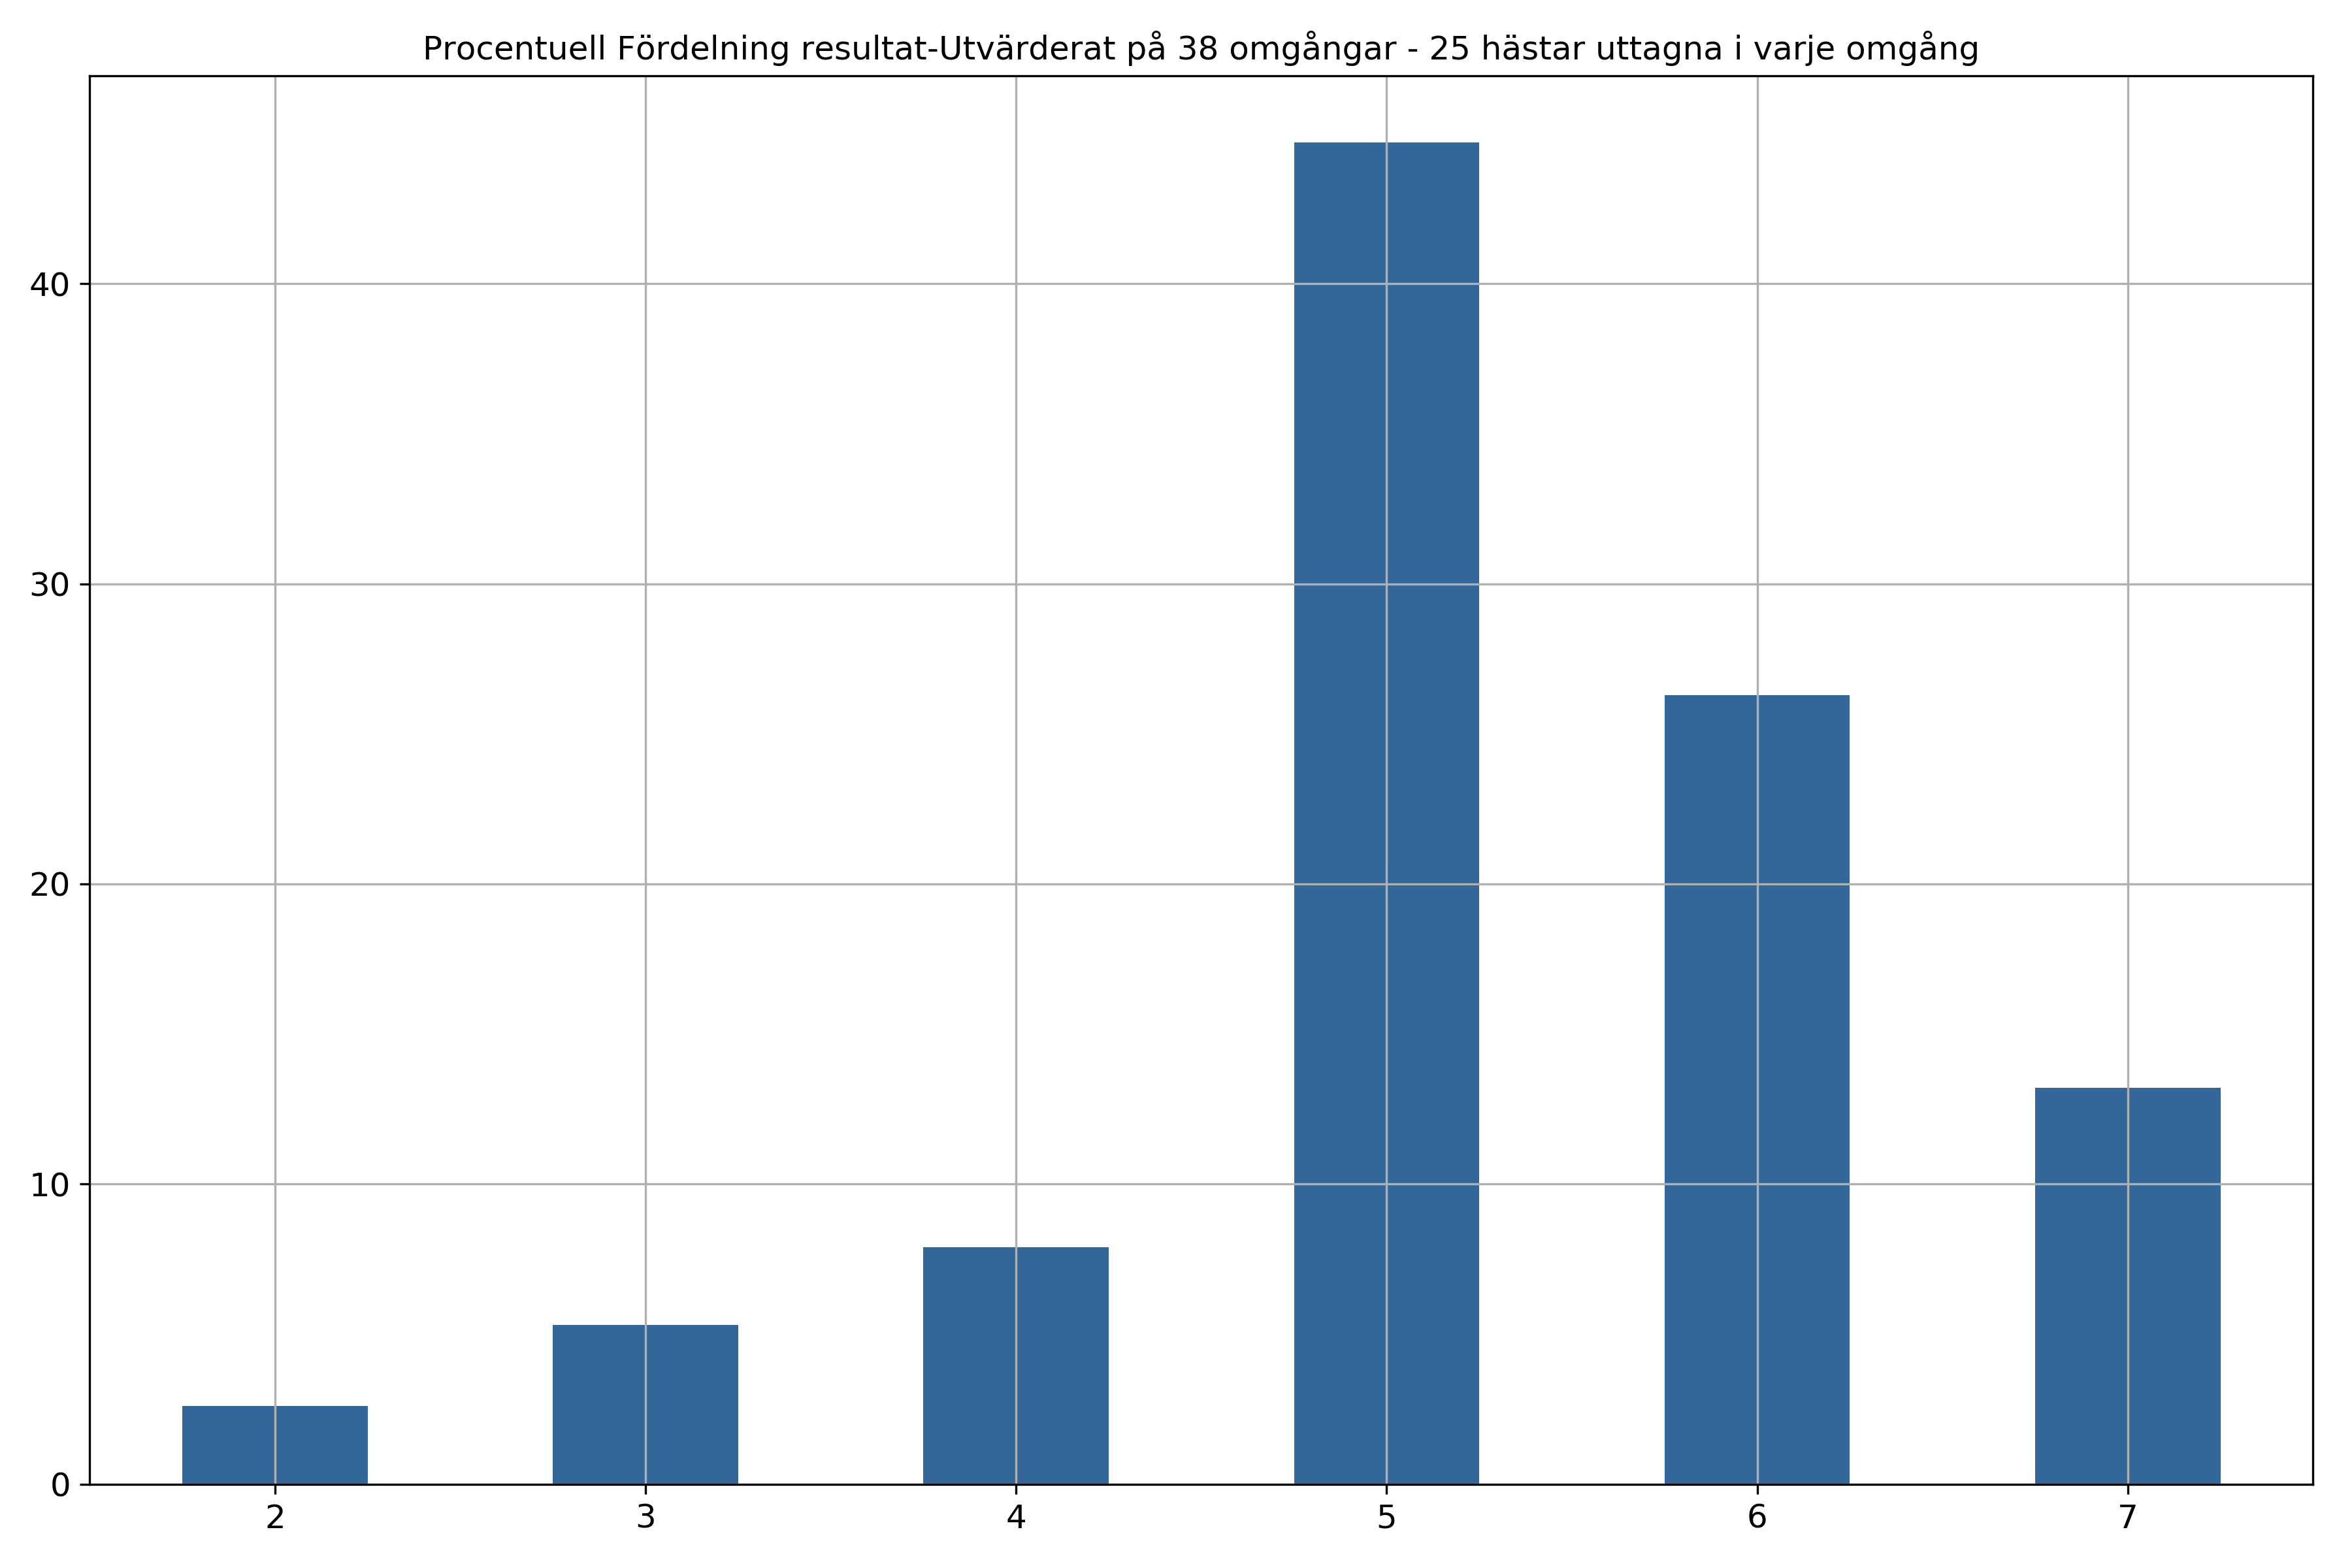 Procentuell Fördelning resultat-Utvärderat på 38 omgångar - 25 hästar uttagna i varje omgång
40
30
20
10
0
2 3 4 5 6 7